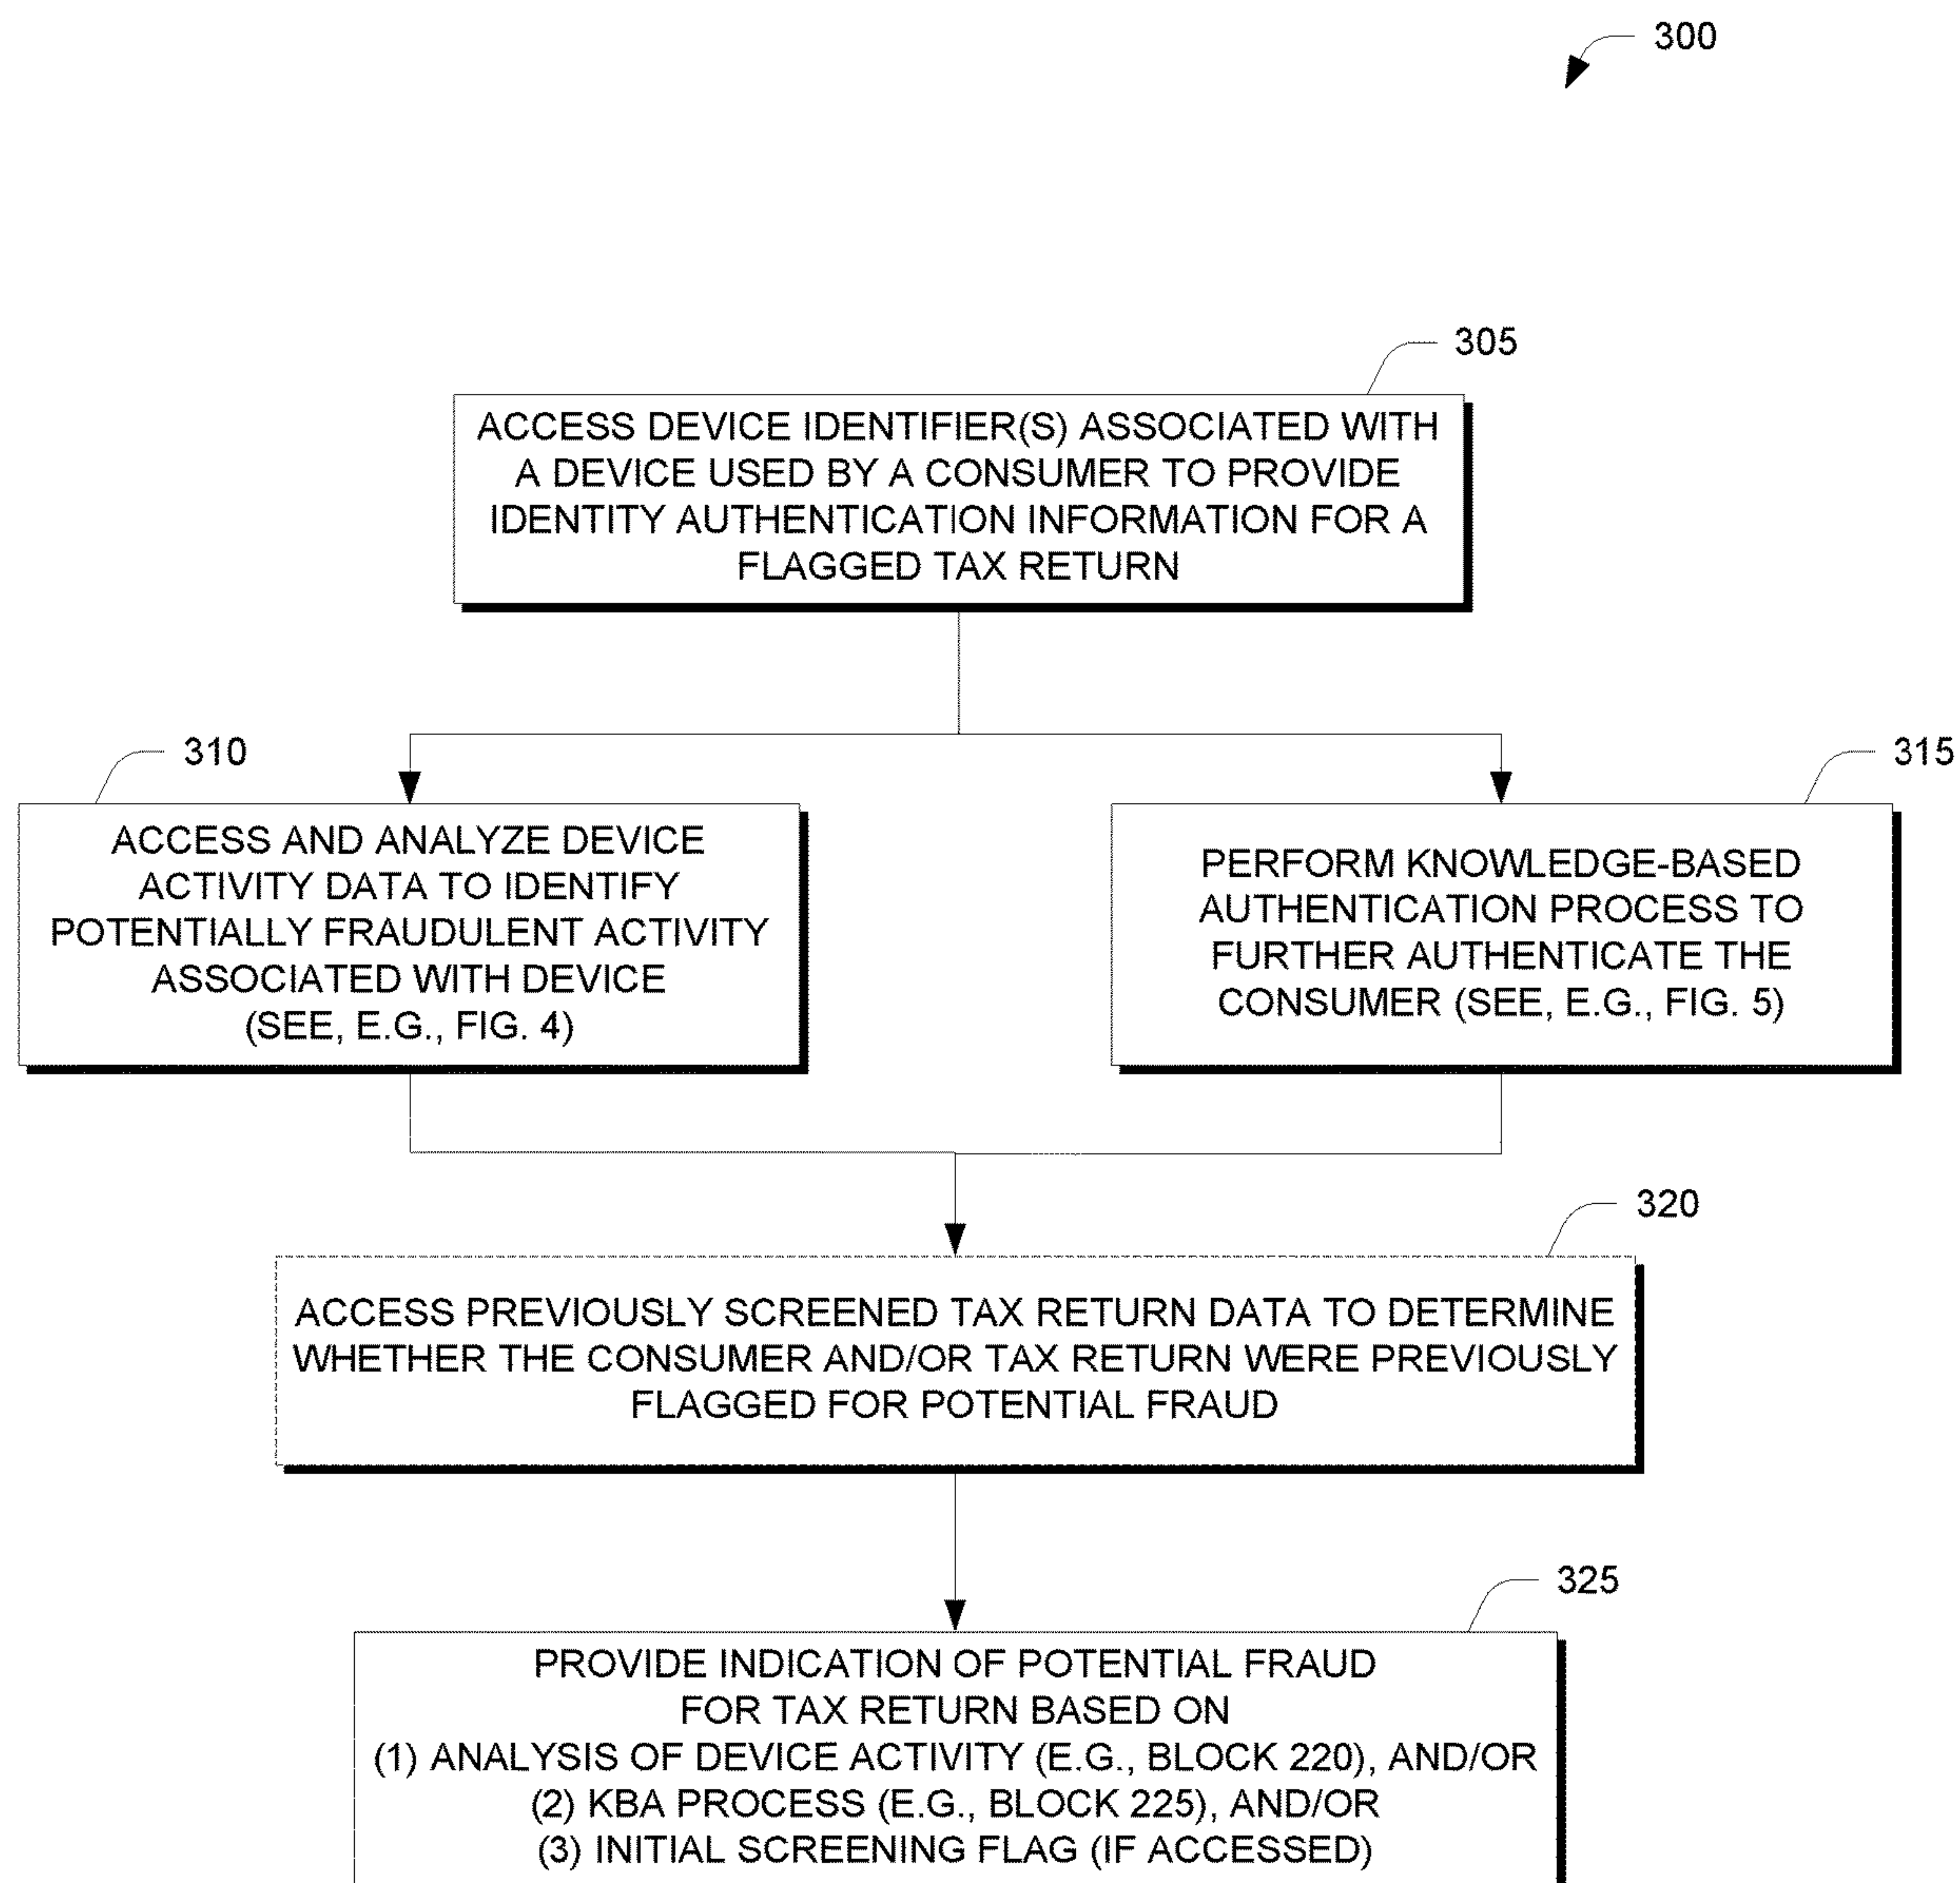 300
305
ACCESS DEVICE IDENTIFIER(S) ASSOCIATED WITH
A DEVICE USED BY A CONSUMER TO PROVIDE
IDENTITY AUTHENTICATION INFORMATION FOR A
FLAGGED TAX RETURN
310
ACCESS AND ANALYZE DEVICE
ACTIVITY DATA TO IDENTIFY
POTENTIALLY FRAUDULENT ACTIVITY
ASSOCIATED WITH DEVICE
(SEE, E.G., FIG. 4)
315
PERFORM KNOWLEDGE-BASED
AUTHENTICATION PROCESS TO
FURTHER AUTHENTICATE THE
CONSUMER (SEE, E.G., FIG. 5)
320
ACCESS PREVIOUSLY SCREENED TAX RETURN DATA TO DETERMINE
WHETHER THE CONSUMER AND/OR TAX RETURN WERE PREVIOUSLY
FLAGGED FOR POTENTIAL FRAUD
325
PROVIDE INDICATION OF POTENTIAL FRAUD
FOR TAX RETURN BASED ON
(1) ANALYSIS OF DEVICE ACTIVITY (E.G., BLOCK 220), AND/OR
(2) KBA PROCESS (E.G., BLOCK 225), AND/OR
(3) INITIAL SCREENING FLAG (IF ACCESSED)